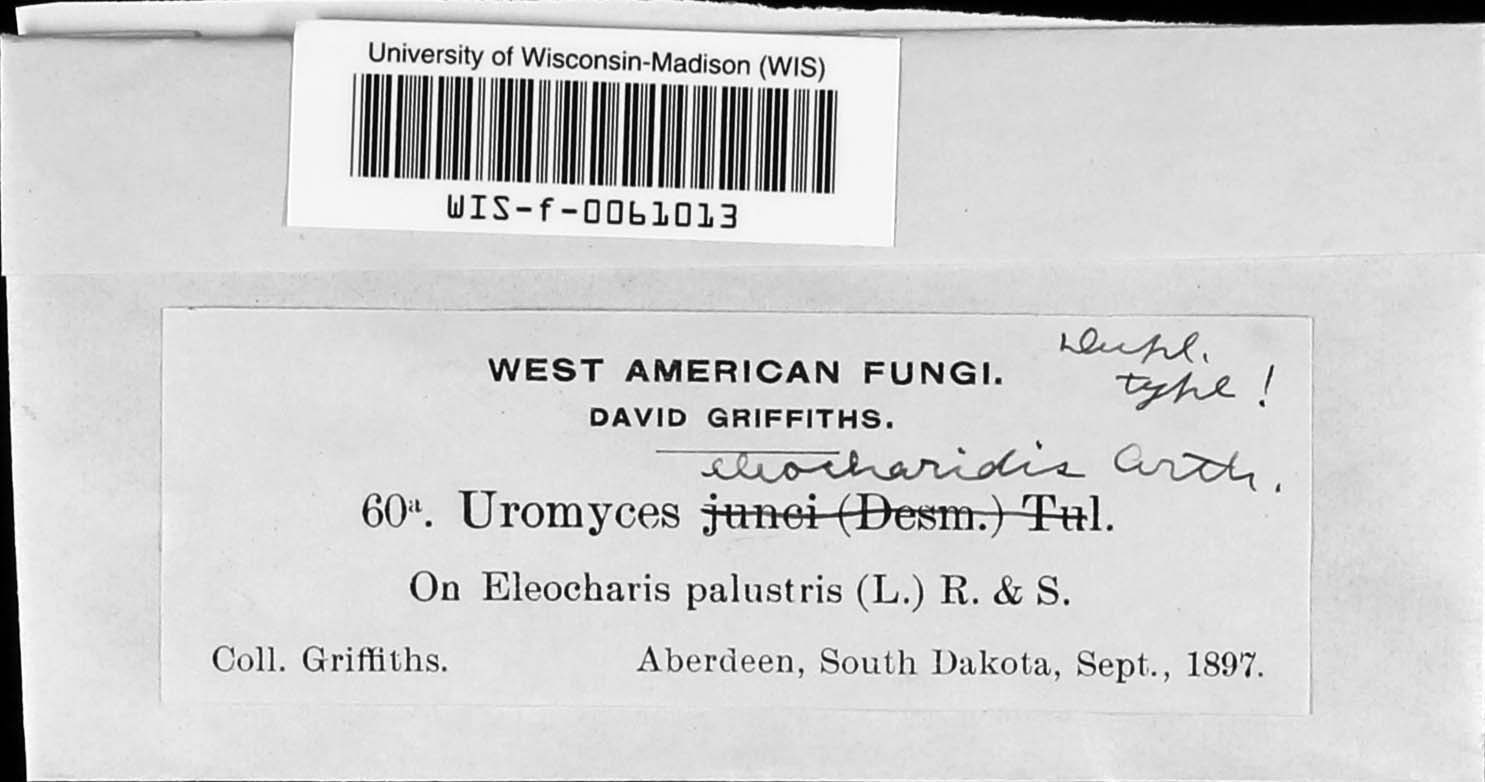 University of Wisconsin-Madison (WIS)
WIS-f-0061013
Dupl.
type!
WEST AMERICAN FUNGI.
DAVID GRIFFITHS.
eleocharidis Arth.
60a. Uromyces junci (Desm.) Tul.
On Eleocharis palustris (L.) R. & S.
Coll. Griffiths. Aberdeen, South Dakota, Sept., 1897.